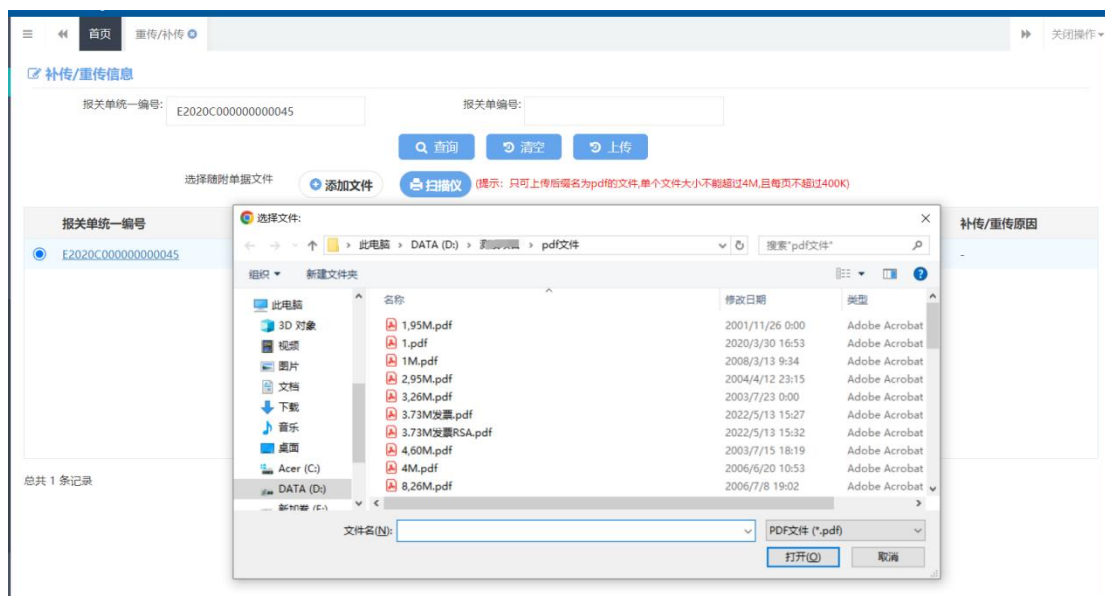 首页 重传/补传 关闭操作
补传/重传信息
报关单统一编号: E2020C000000000045 报关单编号:
查询 清空 上传
选择随附单据文件 添加文件 扫描仪 (提示：只可上传后缀名为pdf的文件,单个文件大小不能超过4M,且每页不超过400K)
报关单统一编号 补传/重传原因
E2020C000000000045 -
选择文件:
此电脑 › DATA (D:) › › pdf文件 搜索"pdf文件"
组织 新建文件夹
此电脑
3D 对象
视频
图片
文档
下载
音乐
桌面
Acer (C:)
DATA (D:)
名称 修改日期 类型
1,95M.pdf 2001/11/26 0:00 Adobe Acrobat
1.pdf 2020/3/30 16:53 Adobe Acrobat
1M.pdf 2008/3/13 9:34 Adobe Acrobat
2,95M.pdf 2004/4/12 23:15 Adobe Acrobat
3,26M.pdf 2003/7/23 0:00 Adobe Acrobat
3.73M发票.pdf 2022/5/13 15:27 Adobe Acrobat
3.73M发票RSA.pdf 2022/5/13 15:32 Adobe Acrobat
4,60M.pdf 2003/7/15 18:19 Adobe Acrobat
4M.pdf 2006/6/20 10:53 Adobe Acrobat
8,26M.pdf 2006/7/8 19:02 Adobe Acrobat
文件名(N): PDF文件 (*.pdf)
打开(O) 取消
总共 1 条记录